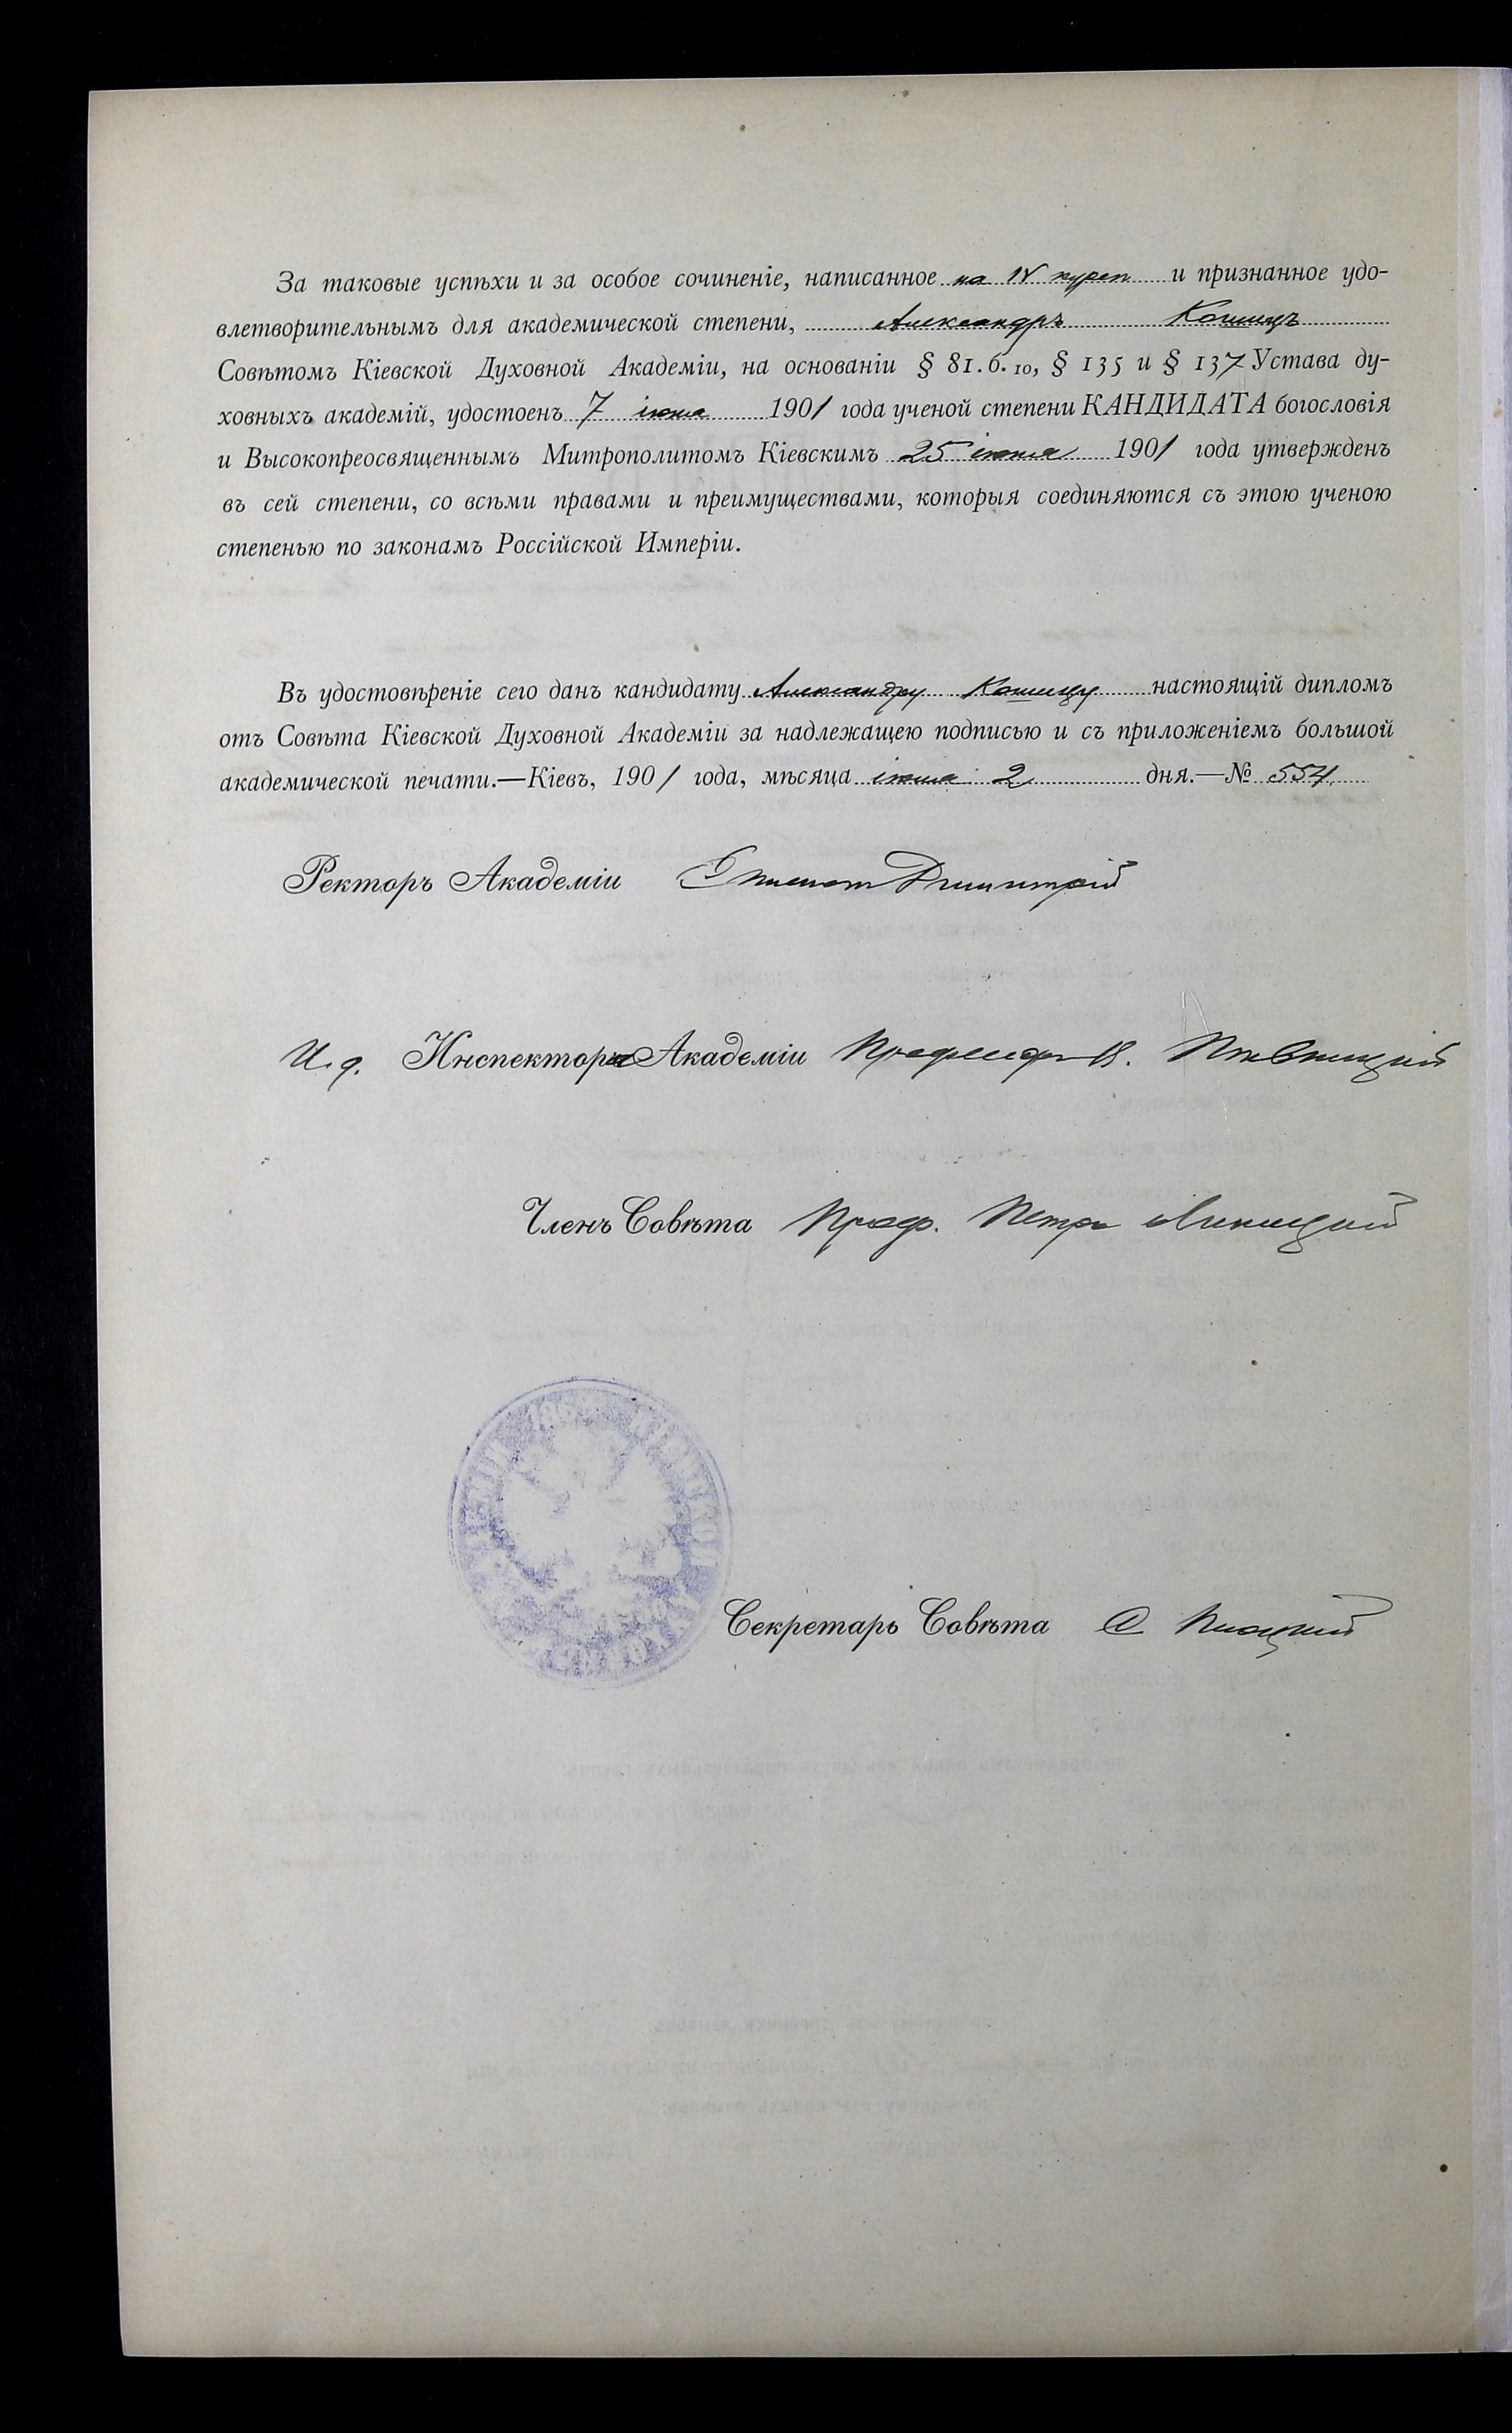 За таковые успѣхи и за особое сочиненіе, написанное на IV курсѣ и признанное удо-
влетворительнымъ для академической степени, Александръ Кошицъ
Совѣтомъ Кіевской Духовной Академіи, на основаніи § 81. б. 10, § 135 и § 137 Устава ду-
ховныхъ академій, удостоенъ 7 іюня 1901 года ученой степени КАНДИДАТА богословія
и Высокопреосвященнымъ Митрополитомъ Кіевскимъ 25 іюня 1901 года утвержденъ
въ сей степени, со всѣми правами и преимуществами, которыя соединяются съ этою ученою
степенью по законамъ Россійской Имперіи.
Въ удостовѣреніе сего данъ кандидату Александру Кошицу настоящій дипломъ
отъ Совѣта Кіевской Духовной Академіи за надлежащею подписью и съ приложеніемъ большой
академической печати.—Кіевъ, 1901 года, мѣсяца 2 дня.—№ 554.
Ректоръ Академіи Епископъ Димитрій
И. д. Инспектора Академіи Профессоръ В. Пѣвницкій
Членъ Совѣта Проф. Петръ Линицкій
Секретарь Совѣта